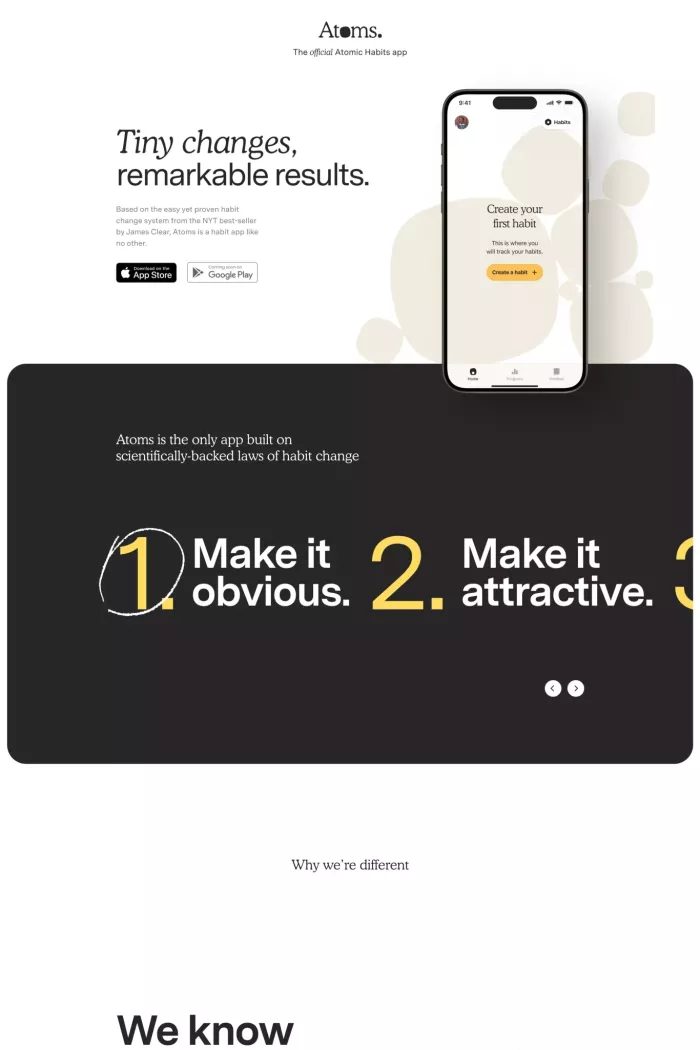 Atoms.
The official Atomic Habits app
Tiny changes,
remarkable results.
Based on the easy yet proven habit
change system from the NYT best-seller
by James Clear, Atoms is a habit app like
no other.
Download on the
App Store
Coming soon on
Google Play
9:41
Habits
Create your
first habit
This is where you
will track your habits.
Create a habit +
Home
Progress
Atoms is the only app built on
scientifically-backed laws of habit change
1. Make it
obvious.
2. Make it
attractive.
3
Why we're different
We know